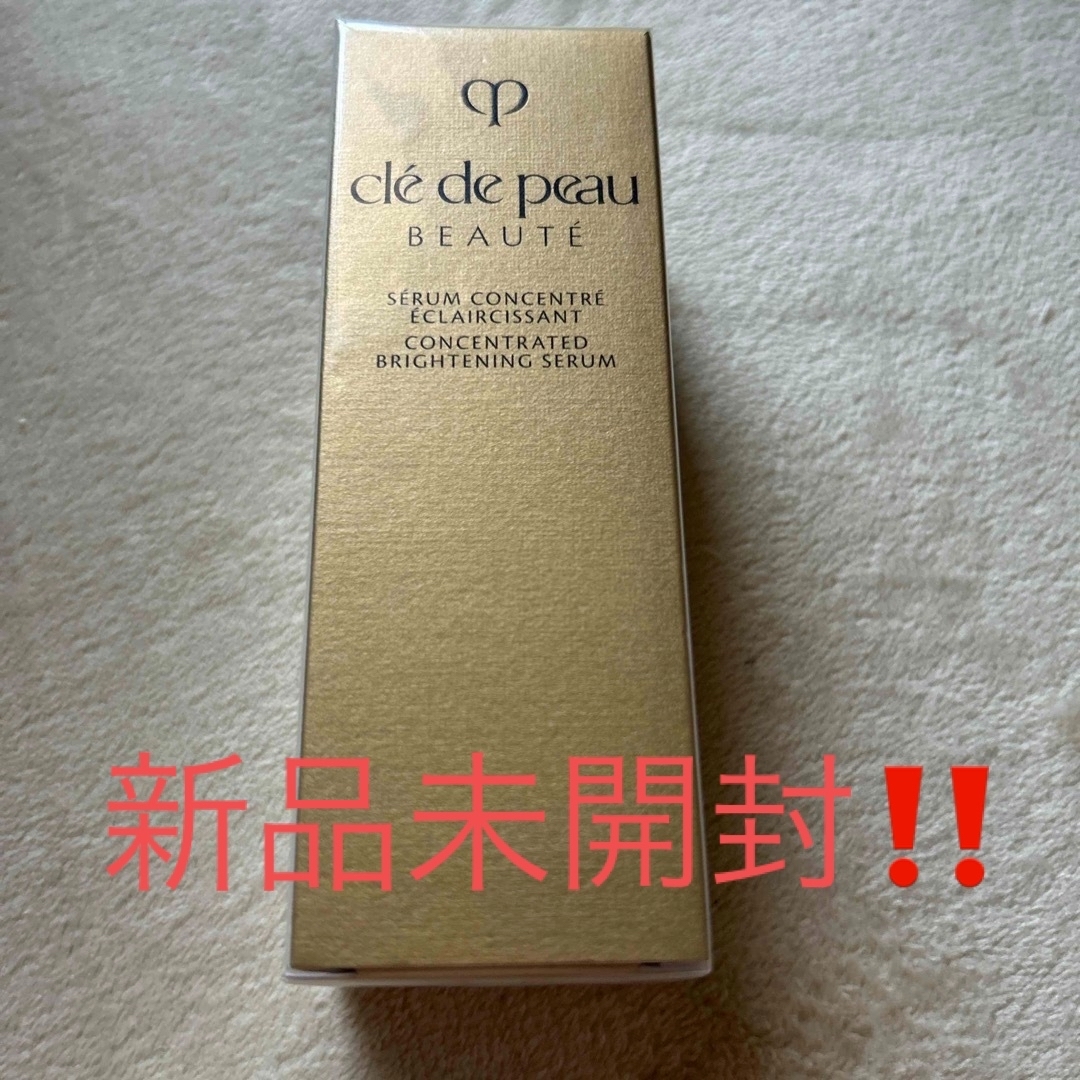 clé de peau
BEAUTÉ
SÉRUM CONCENTRÉ
ÉCLAIRCISSANT
CONCENTRATED
BRIGHTENING SERUM
新品未開封‼️